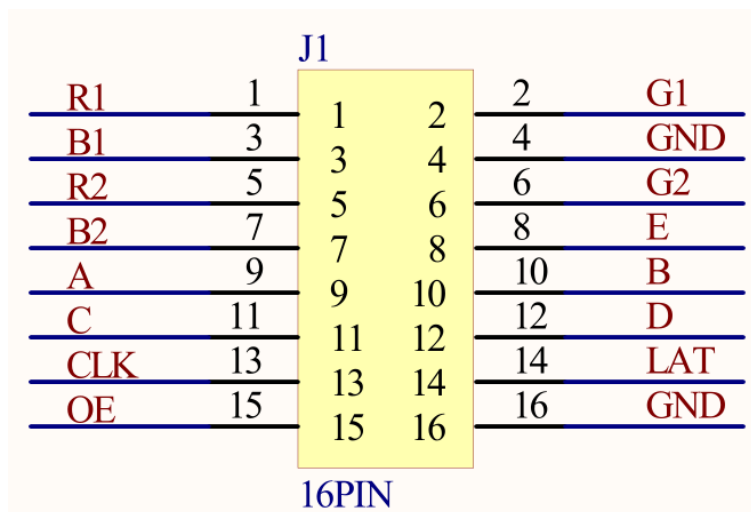 J1
R1 1 1 2 2 G1
B1 3 3 4 4 GND
R2 5 5 6 6 G2
B2 7 7 8 8 E
A 9 9 10 10 B
C 11 11 12 12 D
CLK 13 13 14 14 LAT
OE 15 15 16 16 GND
16PIN